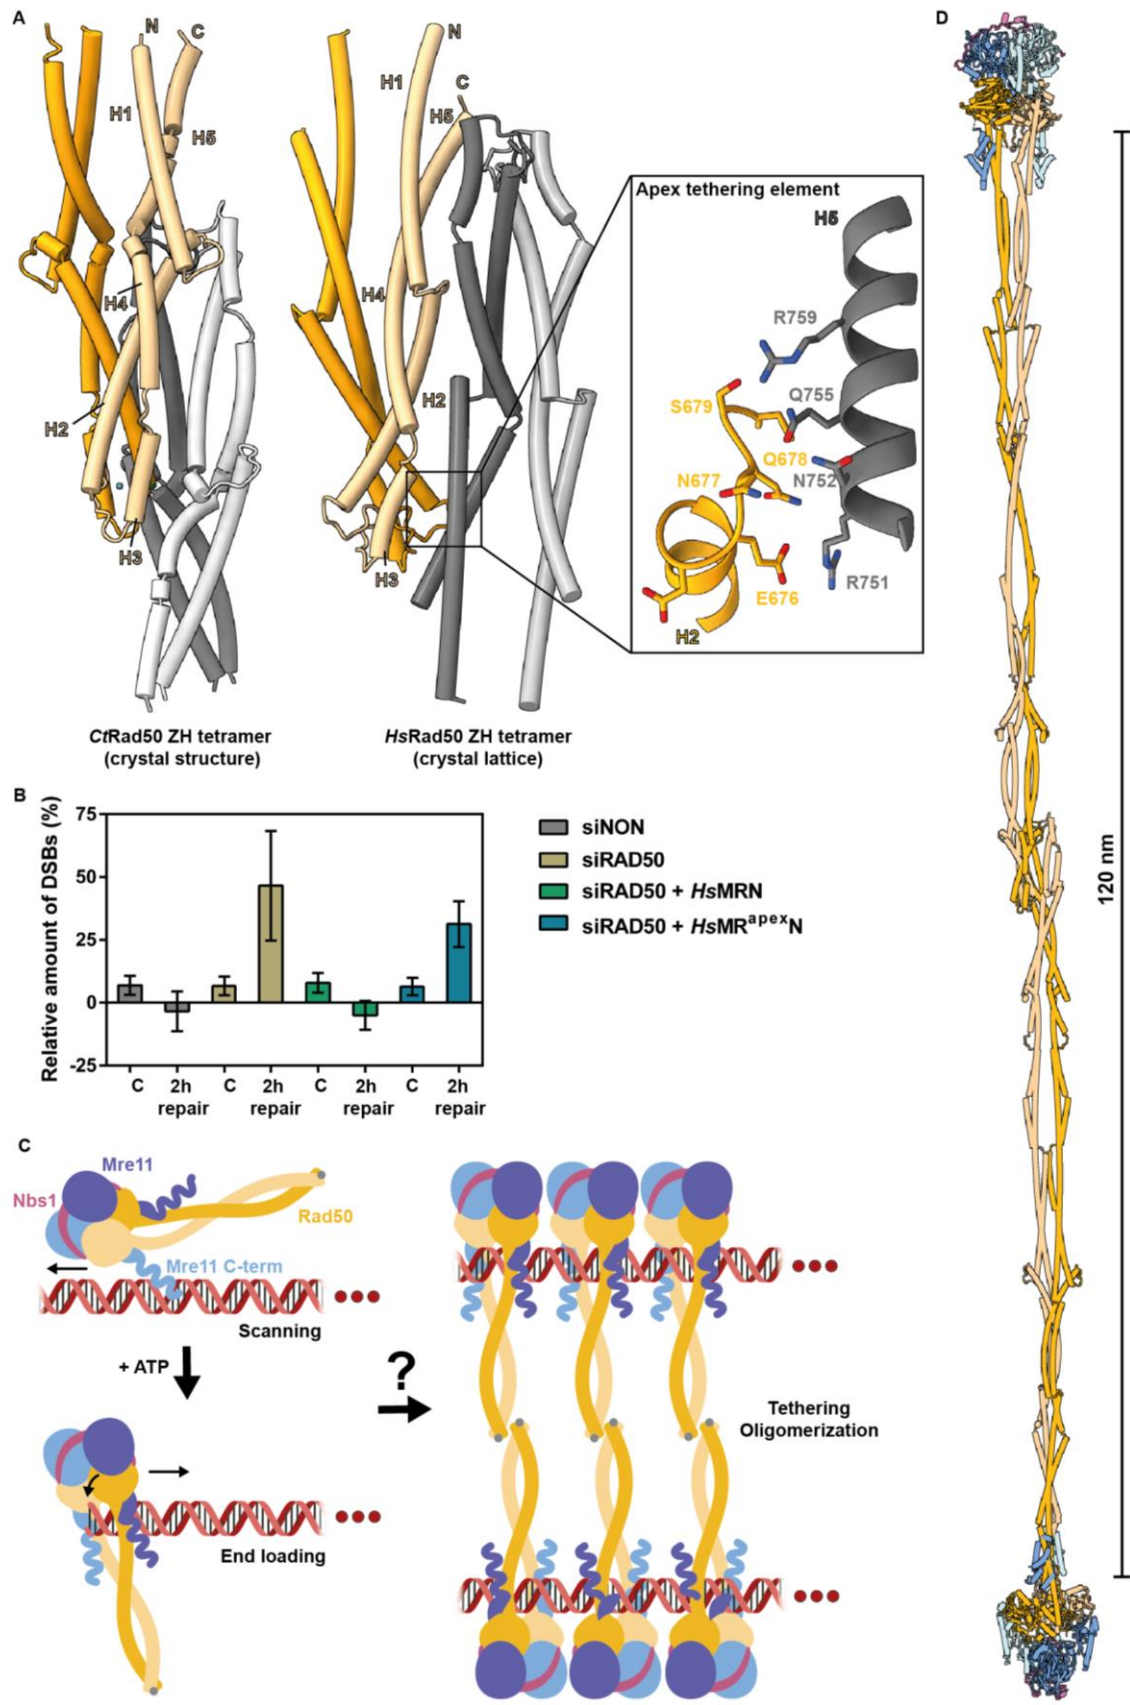 A
N
C
H1
H5
H4
H2
H3
CtRad50 ZH tetramer
(crystal structure)
N
H1
C
H5
H4
H2
H3
HsRad50 ZH tetramer
(crystal lattice)
Apex tethering element
H5
R759
S679
Q755
Q678
N677
N752
R751
E676
H2
B
Relative amount of DSBs (%)
75
50
25
0
-25
C
2h
repair
C
2h
repair
C
2h
repair
C
2h
repair
siNON
siRAD50
siRAD50 + HsMRN
siRAD50 + HsMRᵃᵖᵉˣN
C
Mre11
Nbs1
Rad50
Mre11 C-term
Scanning
+ ATP
?
End loading
Tethering
Oligomerization
D
120 nm